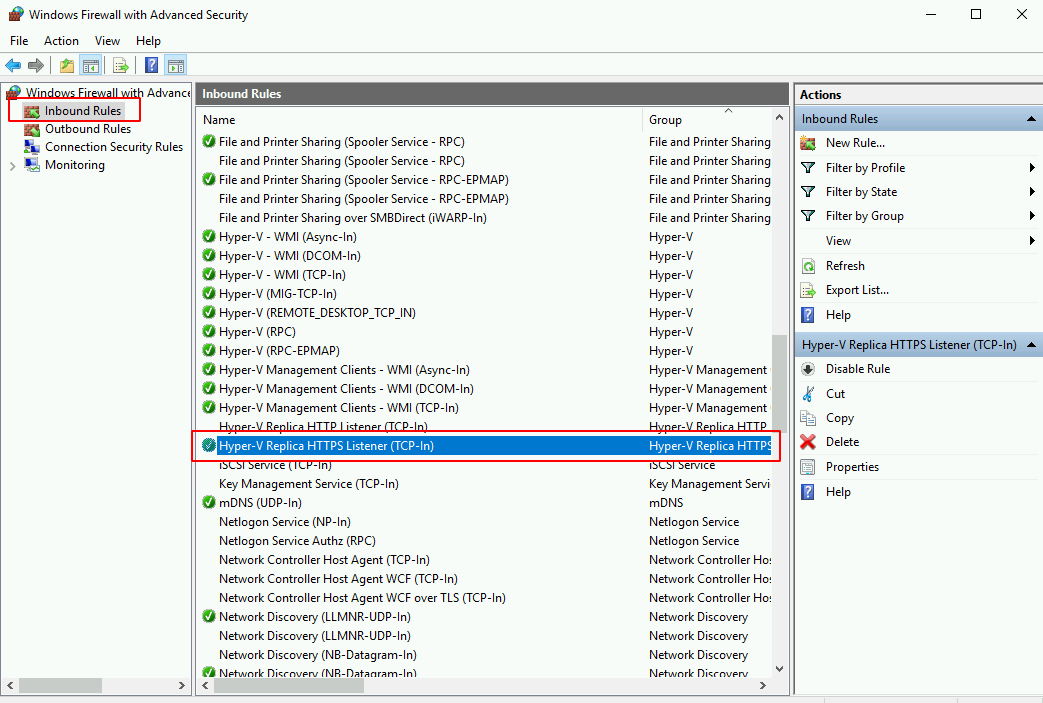 Windows Firewall with Advanced Security
File Action View Help
Windows Firewall with Advance
Inbound Rules
Outbound Rules
Connection Security Rules
Monitoring
Inbound Rules
Name Group
File and Printer Sharing (Spooler Service - RPC) File and Printer Sharing
File and Printer Sharing (Spooler Service - RPC) File and Printer Sharing
File and Printer Sharing (Spooler Service - RPC-EPMAP) File and Printer Sharing
File and Printer Sharing (Spooler Service - RPC-EPMAP) File and Printer Sharing
File and Printer Sharing over SMBDirect (iWARP-In) File and Printer Sharing
Hyper-V - WMI (Async-In) Hyper-V
Hyper-V - WMI (DCOM-In) Hyper-V
Hyper-V - WMI (TCP-In) Hyper-V
Hyper-V (MIG-TCP-In) Hyper-V
Hyper-V (REMOTE_DESKTOP_TCP_IN) Hyper-V
Hyper-V (RPC) Hyper-V
Hyper-V (RPC-EPMAP) Hyper-V
Hyper-V Management Clients - WMI (Async-In) Hyper-V Management
Hyper-V Management Clients - WMI (DCOM-In) Hyper-V Management
Hyper-V Management Clients - WMI (TCP-In) Hyper-V Management
Hyper-V Replica HTTP Listener (TCP-In) Hyper-V Replica HTTP
Hyper-V Replica HTTPS Listener (TCP-In) Hyper-V Replica HTTPS
iSCSI Service (TCP-In) iSCSI Service
Key Management Service (TCP-In) Key Management Servi
mDNS (UDP-In) mDNS
Netlogon Service (NP-In) Netlogon Service
Netlogon Service Authz (RPC) Netlogon Service
Network Controller Host Agent (TCP-In) Network Controller Hos
Network Controller Host Agent WCF (TCP-In) Network Controller Hos
Network Controller Host Agent WCF over TLS (TCP-In) Network Controller Hos
Network Discovery (LLMNR-UDP-In) Network Discovery
Network Discovery (LLMNR-UDP-In) Network Discovery
Network Discovery (NB-Datagram-In) Network Discovery
Network Discovery (NB-Datagram-In) Network Discovery
Actions
Inbound Rules
New Rule...
Filter by Profile
Filter by State
Filter by Group
View
Refresh
Export List...
Help
Hyper-V Replica HTTPS Listener (TCP-In)
Disable Rule
Cut
Copy
Delete
Properties
Help